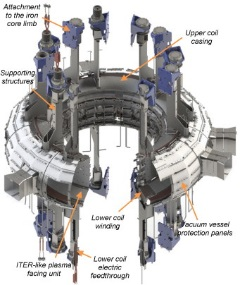 Attachment to the iron
core limb
Upper coil
casing
Supporting
structures
Lower coil
winding
Vacuum vessel
protection panels
ITER-like plasma
facing unit
Lower coil
electric
feedthrough